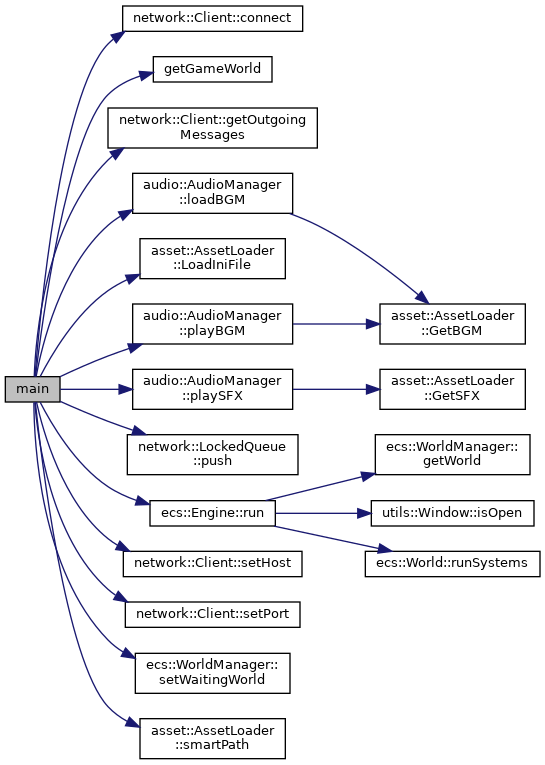 network::Client::connect
getGameWorld
network::Client::getOutgoing
Messages
audio::AudioManager
::loadBGM
asset::AssetLoader
::LoadIniFile
audio::AudioManager
::playBGM
asset::AssetLoader
::GetBGM
main
audio::AudioManager
::playSFX
asset::AssetLoader
::GetSFX
network::LockedQueue
::push
ecs::WorldManager::
getWorld
ecs::Engine::run
utils::Window::isOpen
network::Client::setHost
ecs::World::runSystems
network::Client::setPort
ecs::WorldManager::
setWaitingWorld
asset::AssetLoader
::smartPath